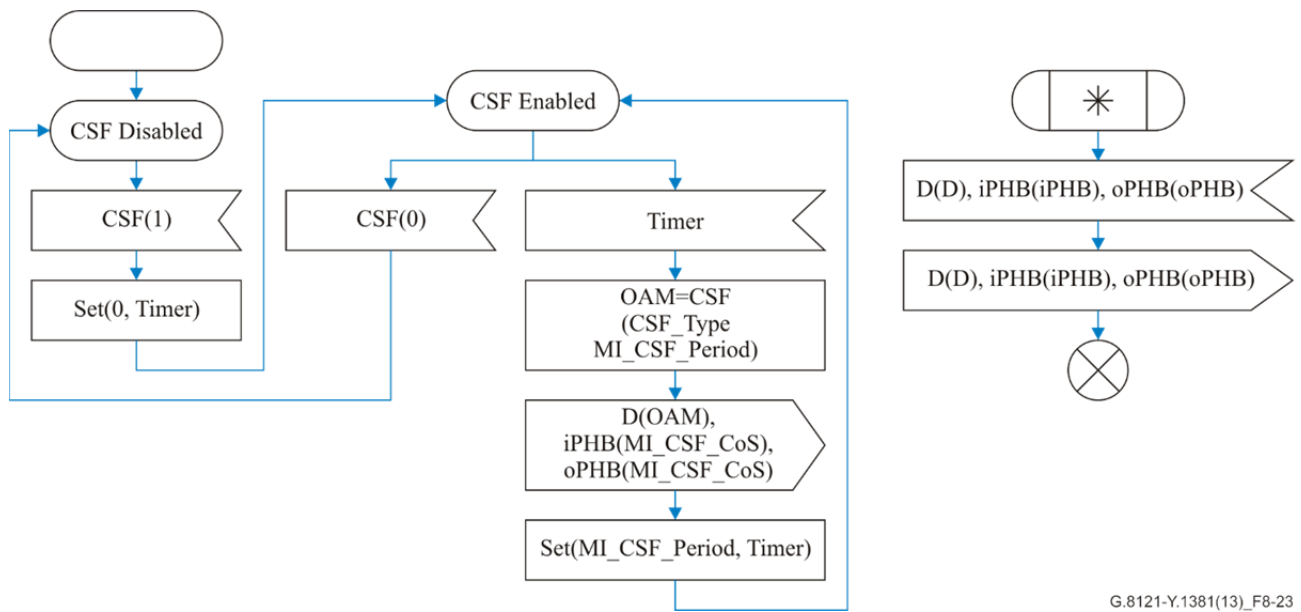 CSF Disabled
CSF(1)
Set(0, Timer)
CSF Enabled
CSF(0)
Timer
OAM=CSF
(CSF_Type
MI_CSF_Period)
D(OAM),
iPHB(MI_CSF_CoS),
oPHB(MI_CSF_CoS)
Set(MI_CSF_Period, Timer)
D(D), iPHB(iPHB), oPHB(oPHB)
D(D), iPHB(iPHB), oPHB(oPHB)
G.8121-Y.1381(13)_F8-23